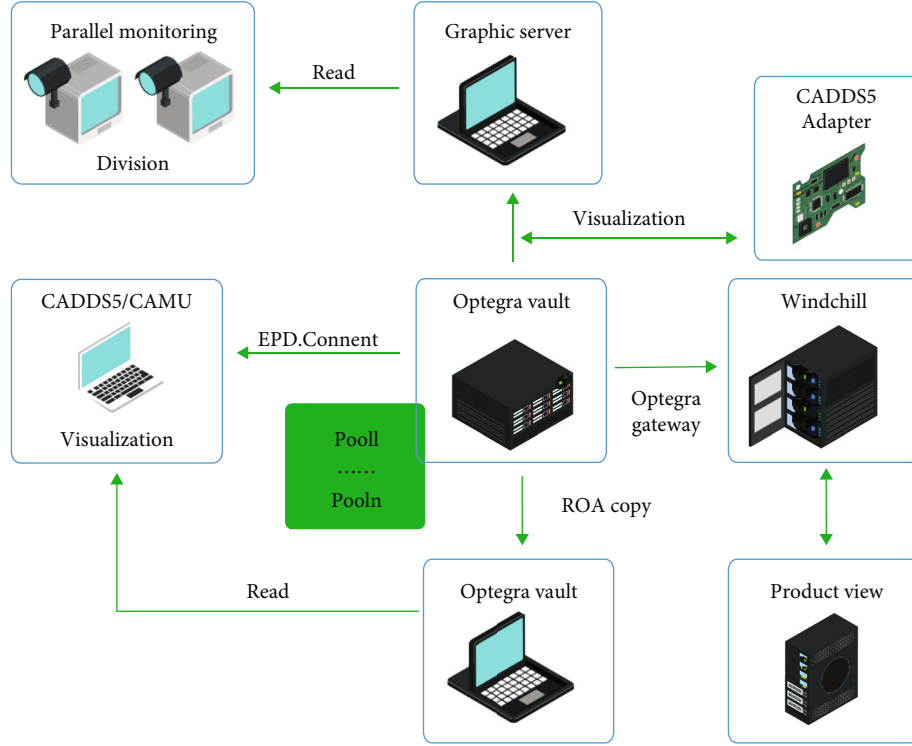 Parallel monitoring
Division
Read
Graphic server
CADDS5
Adapter
Visualization
CADDS5/CAMU
Visualization
EPD.Connent
Optegra vault
Optegra
gateway
Windchill
Pooll
......
Pooln
ROA copy
Read
Optegra vault
Product view